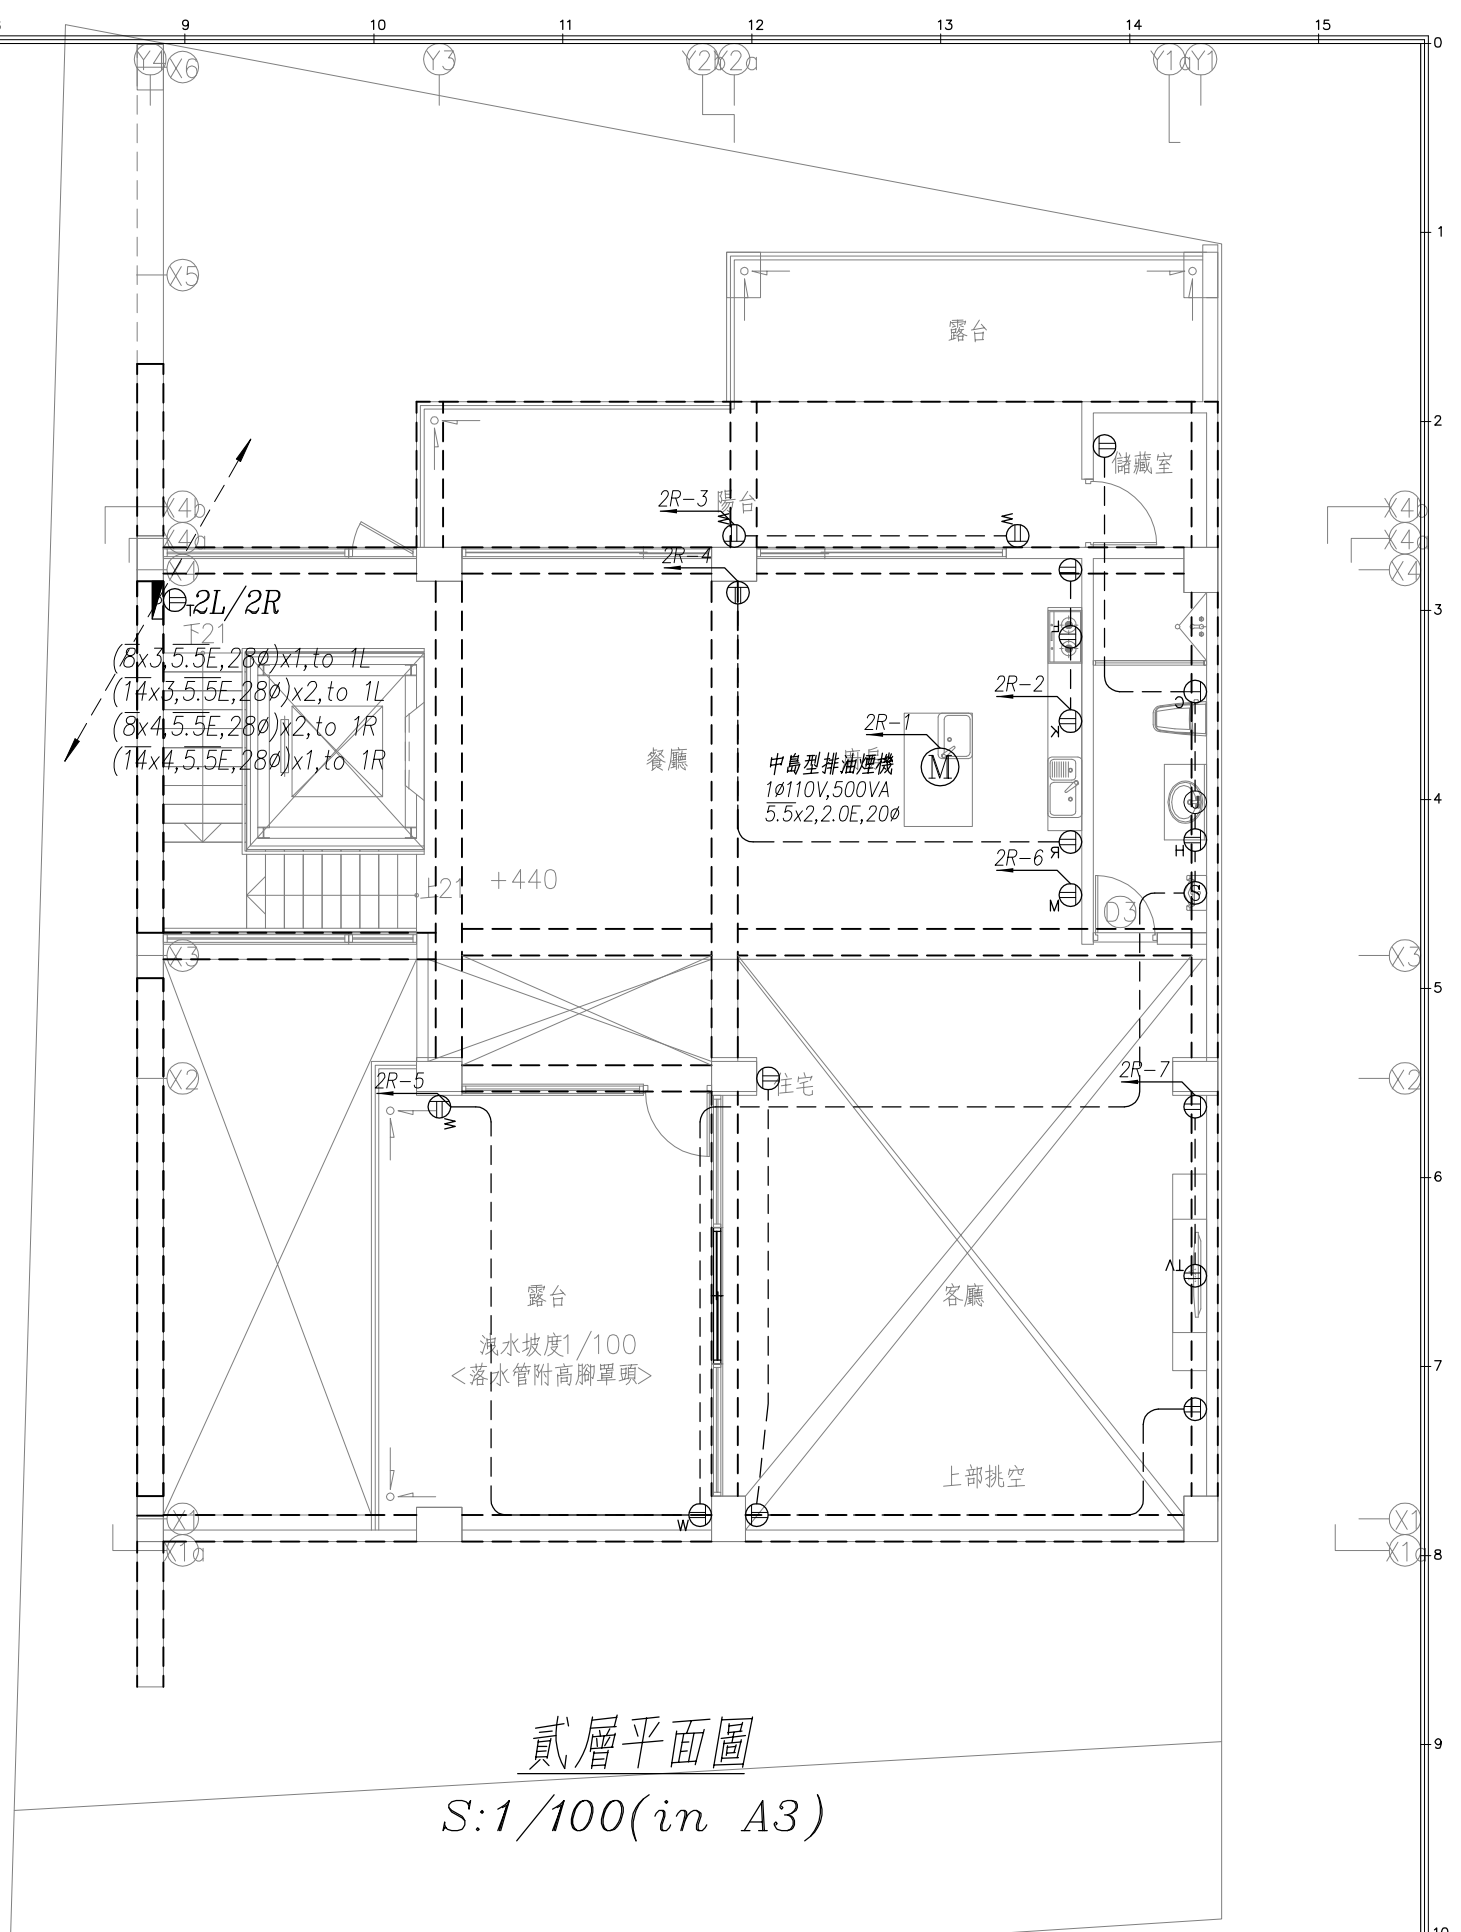 9 10 11 12 13 14 15
0
Y4 X6 Y3 Y2b Y2a Y1a Y1
1
X5
露台
2
儲藏室
2R-3 陽台
X4b X4b
W W
X4a X4a
2R-4
X4 X4
T 2L/2R
3
下21
F
(8x3,5.5E,28ø)x1,to 1L
(14x3,5.5E,28ø)x2,to 1L
2R-2
G
(8x4,5.5E,28ø)x2,to 1R
2R-1
K
(14x4,5.5E,28ø)x1,to 1R
餐廳
中島型排油煙機
M
1ø110V,500VA
4
5.5x2,2.0E,20ø
2R-6 R H
上21 +440
S
M D3
X3 X3
5
2R-7
X2 2R-5 住宅 X2
W
6
TV
露台 客廳
洩水坡度1/100
7
<落水管附高腳罩頭>
上部挑空
X1 W X1
X1a X1a
8
貳層平面圖
9
S:1/100(in A3)
10